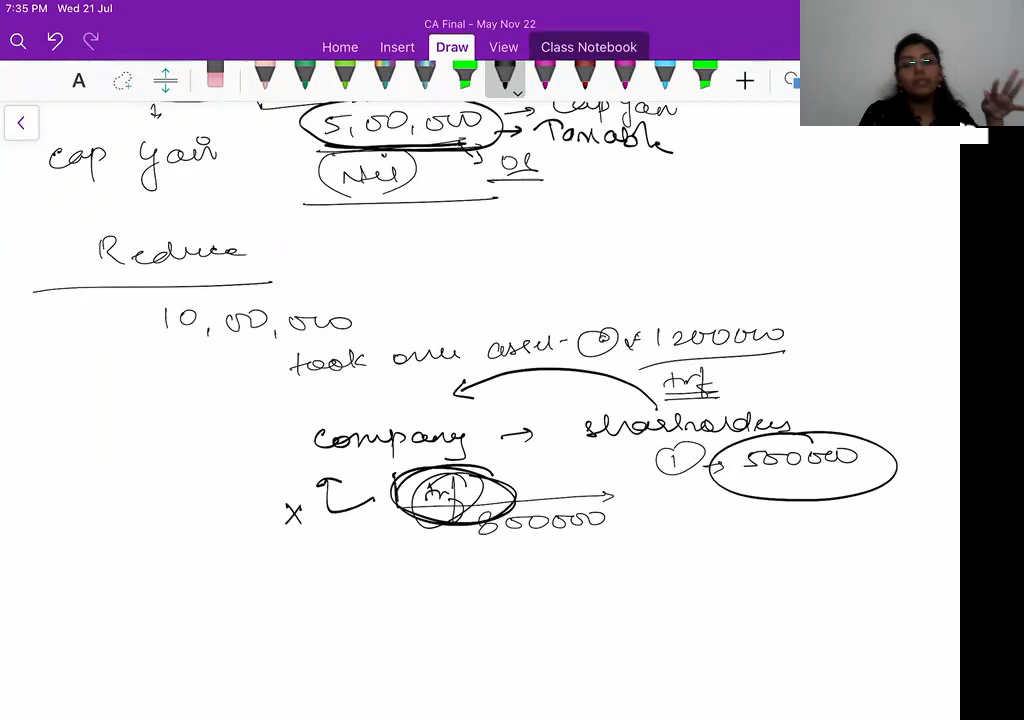 7:35 PM Wed 21 Jul
CA Final - May Nov 22
Home Insert Draw View Class Notebook
A
5,00,000 → Cap gain
→ Taxable
cap gain
Nil
OR
Reduce
10,00,000
took over asset - 1200000
trf
company → shareholders
1 → 500000
trf
x
800000